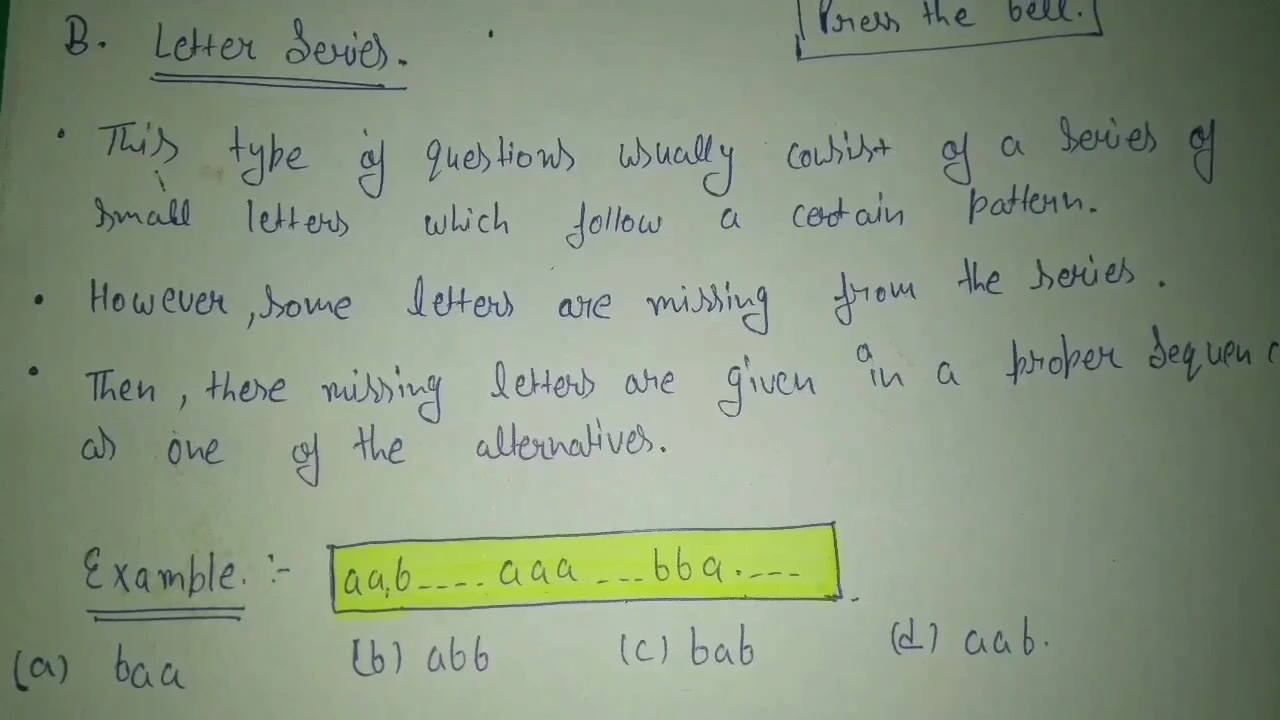 Press the bell.
B. Letter Series.
• This type of questions usually consist of a series of
small letters which follow a certain pattern.
• However, some letters are missing from the series.
• Then, these missing letters are given in a proper sequenc
as one of the alternatives.
Example :- aab---- aaa ---bba.---
(a) baa (b) abb (c) bab (d) aab.